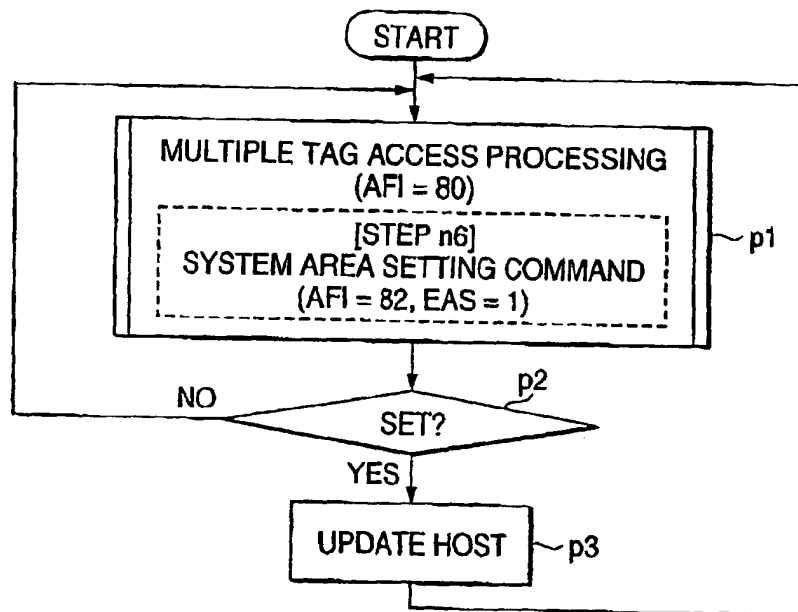 START
MULTIPLE TAG ACCESS PROCESSING
(AFI = 80)
[STEP n6]
SYSTEM AREA SETTING COMMAND
(AFI = 82, EAS = 1)
p1
p2
NO
SET?
YES
UPDATE HOST
p3